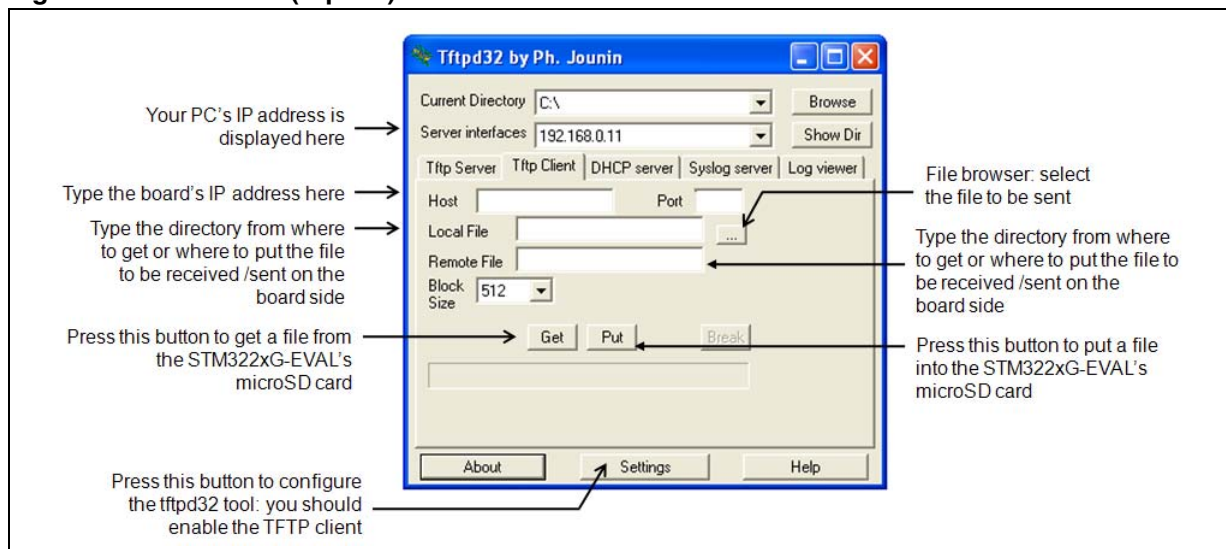 Tftpd32 by Ph. Jounin
Current Directory C:\ Browse
Server interfaces 192.168.0.11 Show Dir
Tftp Server Tftp Client DHCP server Syslog server Log viewer
Host Port
Local File ...
Remote File
Block
Size 512
Get Put Break
About Settings Help
Your PC's IP address is
displayed here
Type the board's IP address here
Type the directory from where
to get or where to put the file
to be received /sent on the
board side
Press this button to get a file from
the STM322xG-EVAL's
microSD card
Press this button to configure
the tftpd32 tool: you should
enable the TFTP client
File browser: select
the file to be sent
Type the directory from where
to get or where to put the file to
be received /sent on the
board side
Press this button to put a file
into the STM322xG-EVAL's
microSD card